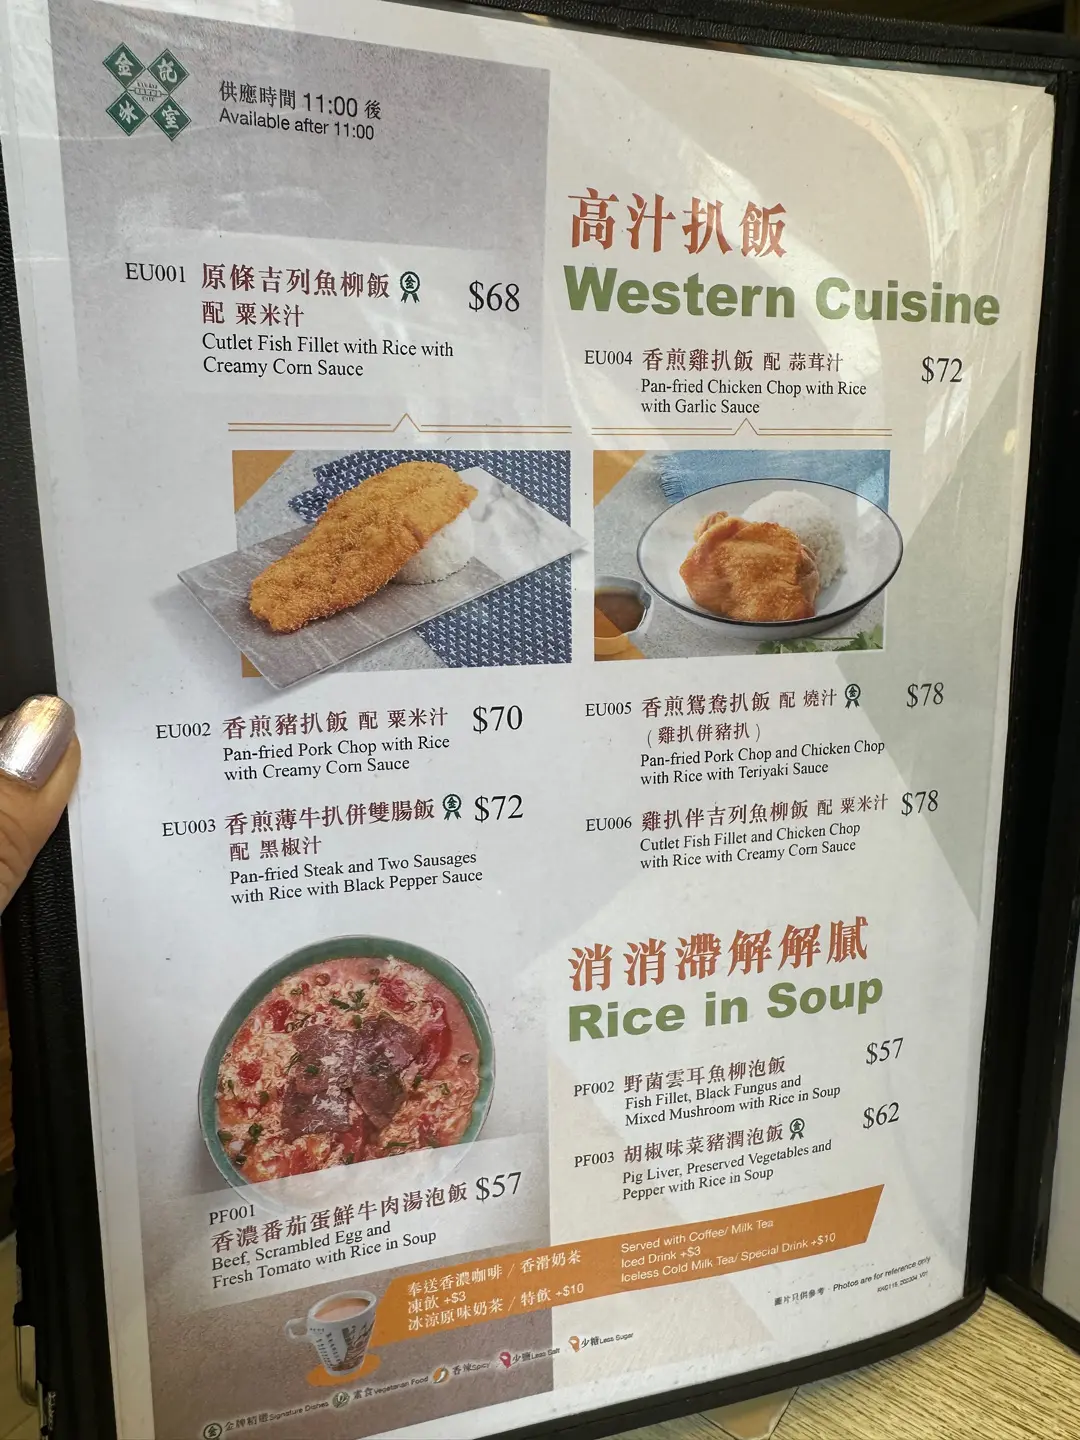 金記
冰室
供應時間 11:00 後
Available after 11:00
EU001 原條吉列魚柳飯 $68
配 粟米汁
Cutlet Fish Fillet with Rice with
Creamy Corn Sauce
高汁扒飯
Western Cuisine
EU004 香煎雞扒飯 配 蒜茸汁 $72
Pan-fried Chicken Chop with Rice
with Garlic Sauce
EU002 香煎豬扒飯 配 粟米汁 $70
Pan-fried Pork Chop with Rice
with Creamy Corn Sauce
EU003 香煎薄牛扒併雙腸飯 $72
配 黑椒汁
Pan-fried Steak and Two Sausages
with Rice with Black Pepper Sauce
EU005 香煎鴛鴦扒飯 配 燒汁 $78
(雞扒併豬扒)
Pan-fried Pork Chop and Chicken Chop
with Rice with Teriyaki Sauce
EU006 雞扒伴吉列魚柳飯 配 粟米汁 $78
Cutlet Fish Fillet and Chicken Chop
with Rice with Creamy Corn Sauce
消消滯解解膩
Rice in Soup
PF002 野菌雲耳魚柳泡飯 $57
Fish Fillet, Black Fungus and
Mixed Mushroom with Rice in Soup
PF003 胡椒味菜豬潤泡飯 $62
Pig Liver, Preserved Vegetables and
Pepper with Rice in Soup
PF001
香濃番茄蛋鮮牛肉湯泡飯 $57
Beef, Scrambled Egg and
Fresh Tomato with Rice in Soup
奉送香濃咖啡 / 香滑奶茶
凍飲 +$3
冰涼原味奶茶 / 特飲 +$10
Served with Coffee/ Milk Tea
Iced Drink +$3
Iceless Cold Milk Tea/ Special Drink +$10
圖片只供參考 · Photos are for reference only
金 金牌精選 Signature Dishes 素食 Vegetarian Food 香辣 Spicy 少鹽 Less Salt 少糖 Less Sugar